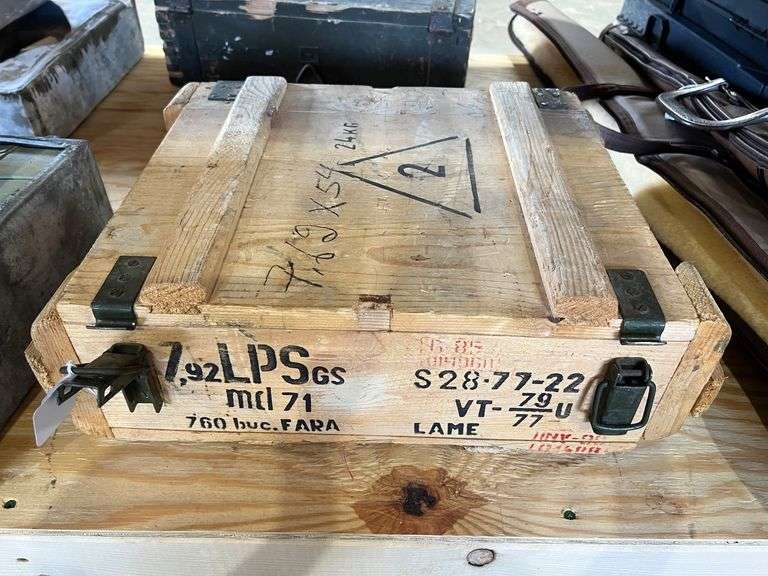 24 KG
2
7,62 X 54
7,92 LPS GS
md 71
760 buc. FARA
S28-77-22
VT-79/77 U
LAME